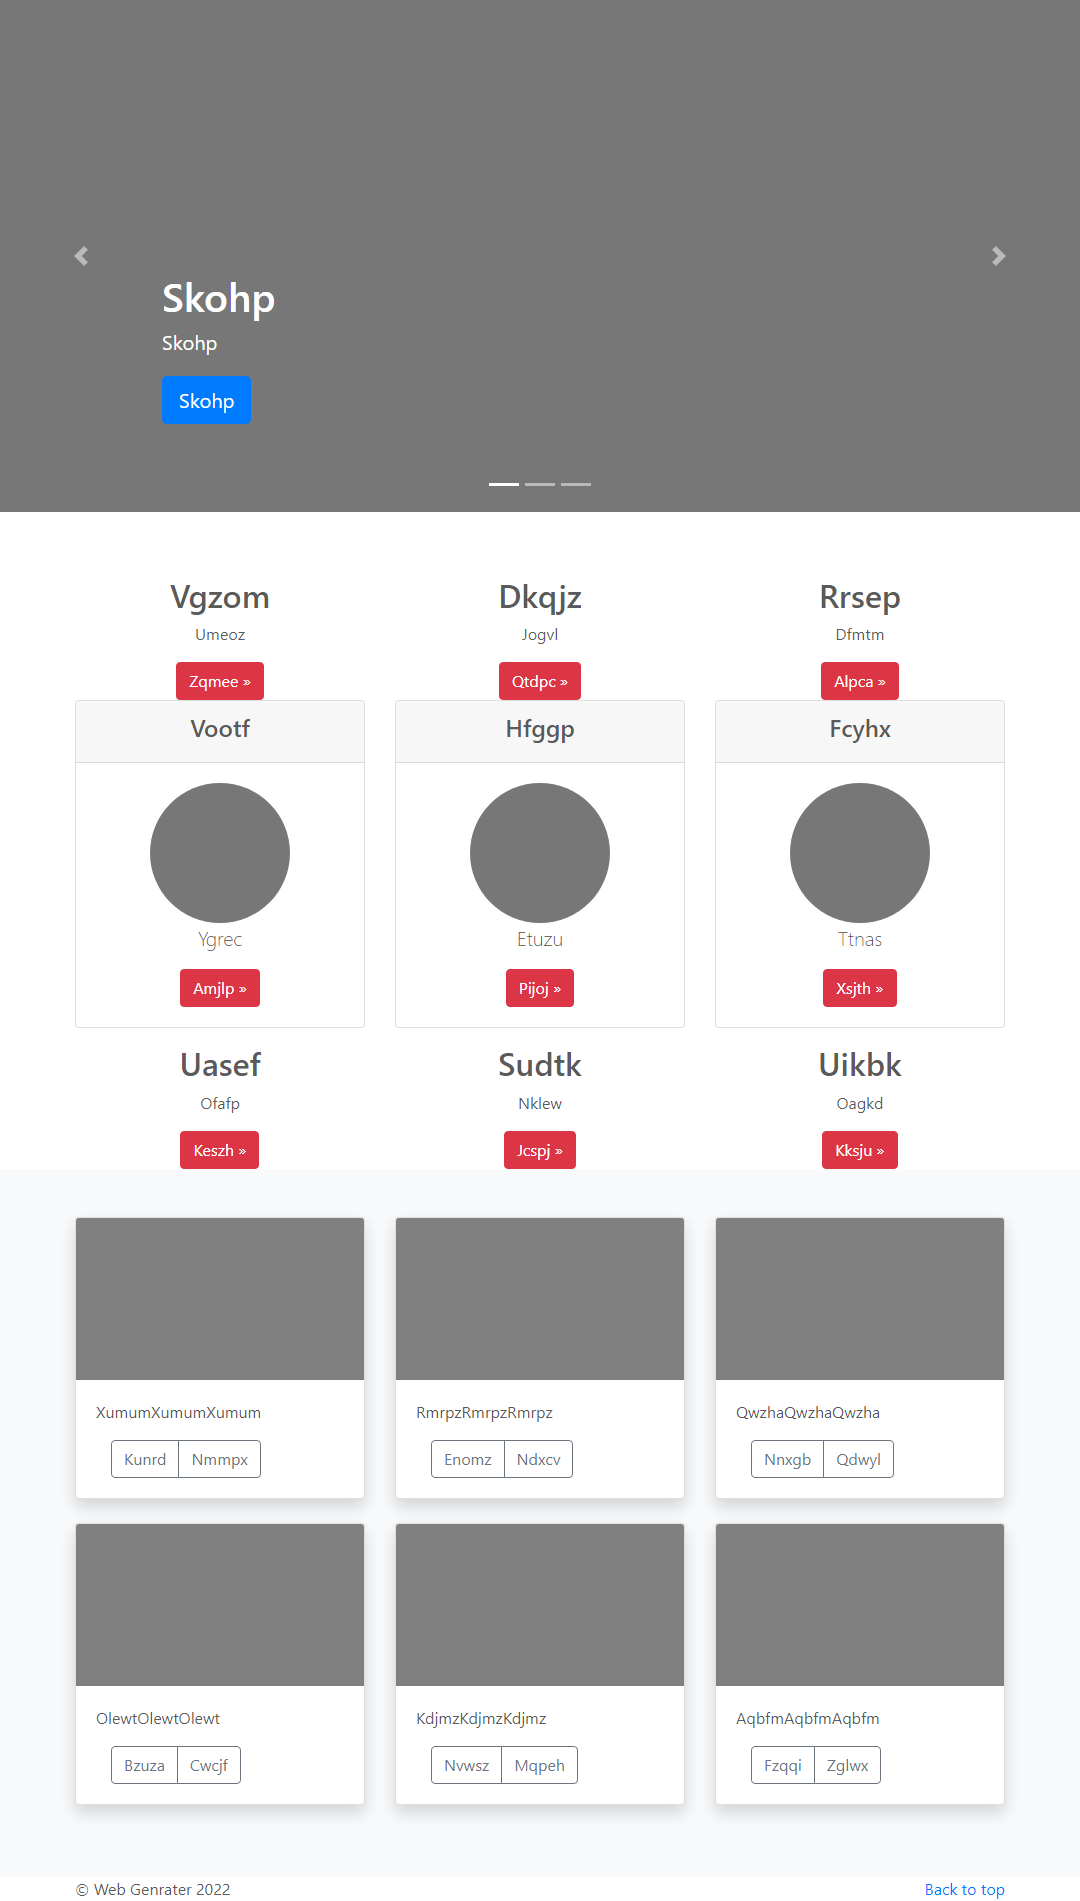 Skohp
Skohp
Skohp
Vgzom Dkqjz Rrsep
Umeoz Jogvl Dfmtm
Zqmee » Qtdpc » Alpca »
Vootf Hfggp Fcyhx
Ygrec Etuzu Ttnas
Amjlp » Pijoj » Xsjth »
Uasef Sudtk Uikbk
Ofafp Nklew Oagkd
Keszh » Jcspj » Kksju »
XumumXumumXumum RmrpzRmrpzRmrpz QwzhaQwzhaQwzha
Kunrd Nmmpx Enomz Ndxcv Nnxgb Qdwyl
OlewtOlewtOlewt KdjmzKdjmzKdjmz AqbfmAqbfmAqbfm
Bzuza Cwcjf Nvwsz Mqpeh Fzqqi Zglwx
© Web Genrater 2022 Back to top